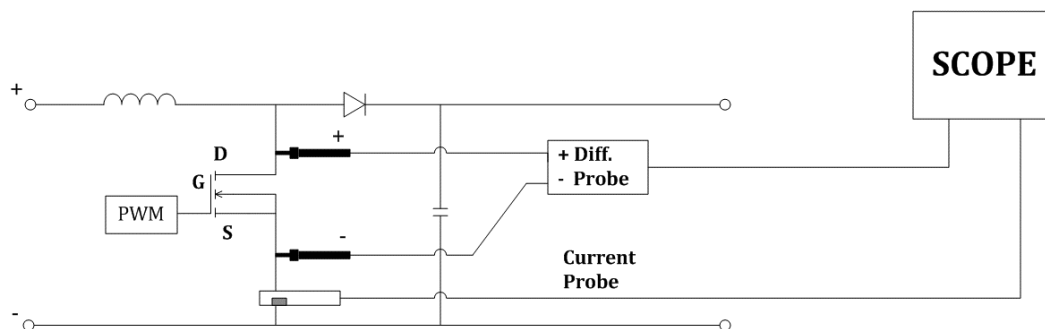 SCOPE
+
+
D
+ Diff.
- Probe
G
PWM
S
-
Current
Probe
-